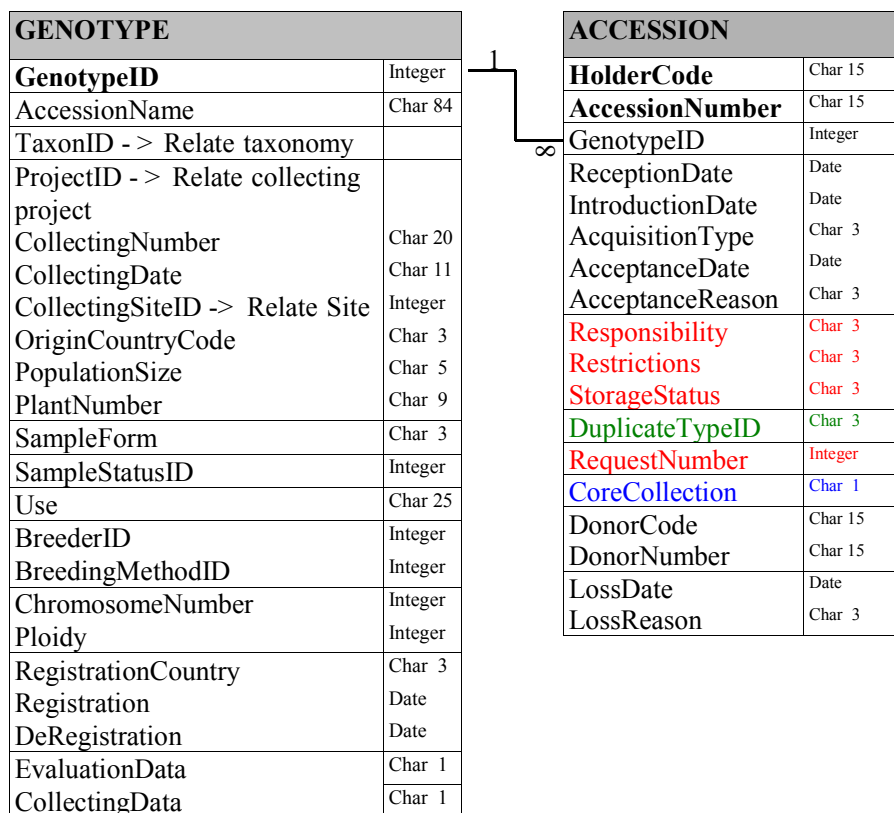 GENOTYPE
GenotypeID Integer
AccessionName Char 84
TaxonID - > Relate taxonomy
ProjectID - > Relate collecting
project
CollectingNumber Char 20
CollectingDate Char 11
CollectingSiteID -> Relate Site Integer
OriginCountryCode Char 3
PopulationSize Char 5
PlantNumber Char 9
SampleForm Char 3
SampleStatusID Integer
Use Char 25
BreederID Integer
BreedingMethodID Integer
ChromosomeNumber Integer
Ploidy Integer
RegistrationCountry Char 3
Registration Date
DeRegistration Date
EvaluationData Char 1
CollectingData Char 1
1
∞
ACCESSION
HolderCode Char 15
AccessionNumber Char 15
GenotypeID Integer
ReceptionDate Date
IntroductionDate Date
AcquisitionType Char 3
AcceptanceDate Date
AcceptanceReason Char 3
Responsibility Char 3
Restrictions Char 3
StorageStatus Char 3
DuplicateTypeID Char 3
RequestNumber Integer
CoreCollection Char 1
DonorCode Char 15
DonorNumber Char 15
LossDate Date
LossReason Char 3